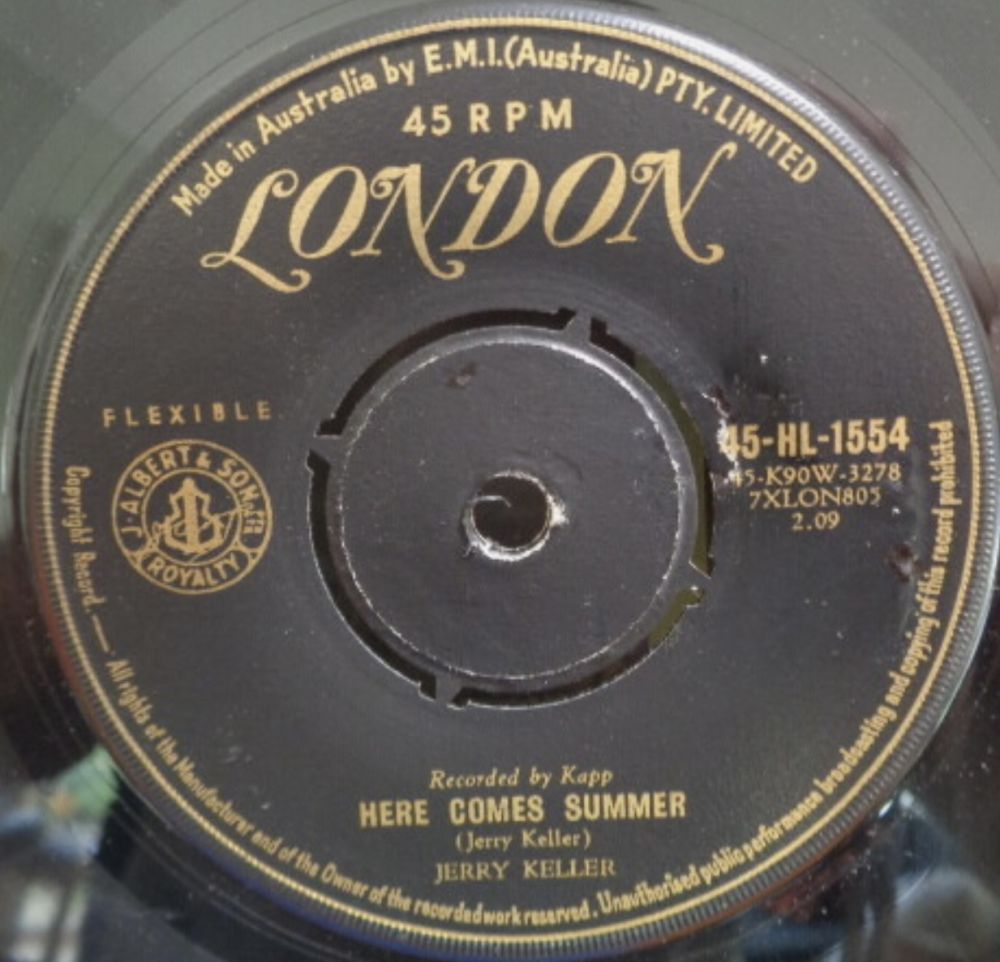 Made in Australia by E.M.I.(Australia) PTY. LIMITED
45 RPM
LONDON
FLEXIBLE
J. ALBERT & SON PTY LTD
ROYALTY
45-HL-1554
45-K90W-3278
7XLON805
2.09
Recorded by Kapp
HERE COMES SUMMER
(Jerry Keller)
JERRY KELLER
Copyright Record. — All rights of the Manufacturer and of the Owner of the recorded work reserved. Unauthorised public performance broadcasting and copying of this record prohibited